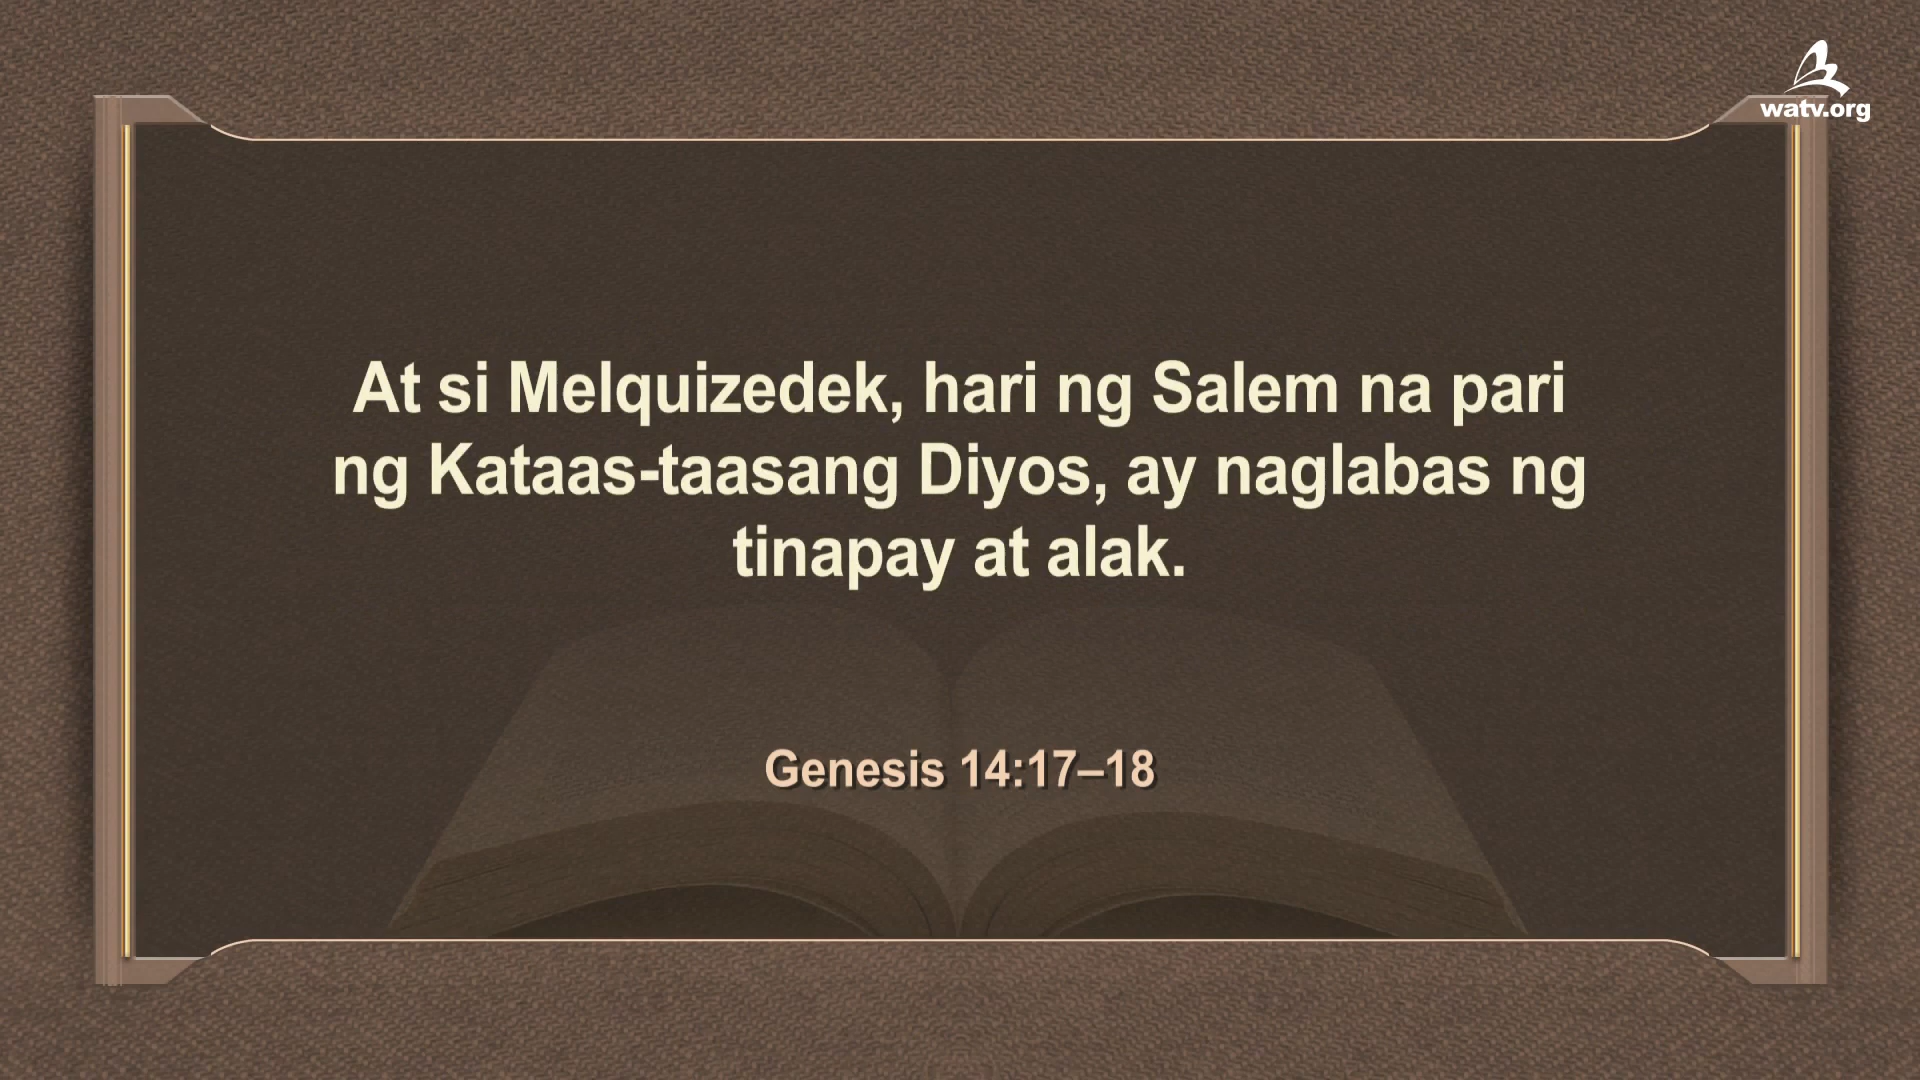 watv.org
At si Melquizedek, hari ng Salem na pari
ng Kataas-taasang Diyos, ay naglabas ng
tinapay at alak.
Genesis 14:17–18